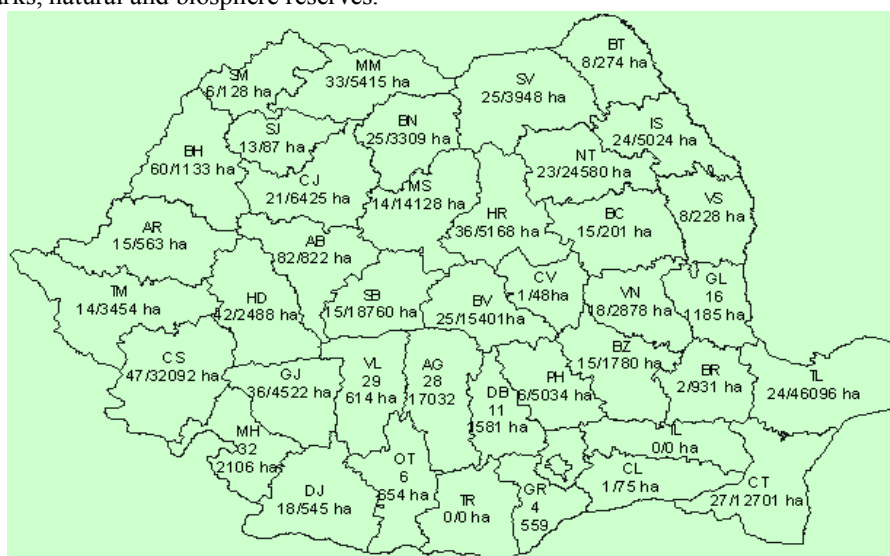 arks, natural and biosphere reserves.
BT
8/274 ha
SM
6/128 ha
MM
33/5415 ha
SV
25/3948 ha
BN
25/3309 ha
IS
24/5024 ha
SJ
13/87 ha
BH
60/1133 ha
NT
23/24580 ha
CJ
21/6425 ha
MS
14/14128 ha
HR
36/5168 ha
BC
15/201 ha
VS
8/228 ha
AR
15/563 ha
AB
82/822 ha
TM
14/3454 ha
HD
42/2488 ha
SB
15/18760 ha
BV
25/15401ha
CV
1/48ha
VN
18/2878 ha
GL
16
1185 ha
CS
47/32092 ha
GJ
36/4522 ha
VL
29
614 ha
AG
28
17032
DB
11
1581 ha
PH
6/5034 ha
BZ
15/1780 ha
BR
2/931 ha
TL
24/46096 ha
MH
32
2106 ha
IL
0/0 ha
DJ
18/545 ha
OT
6
654 ha
TR
0/0 ha
GR
4
559
CL
1/75 ha
CT
27/12701 ha